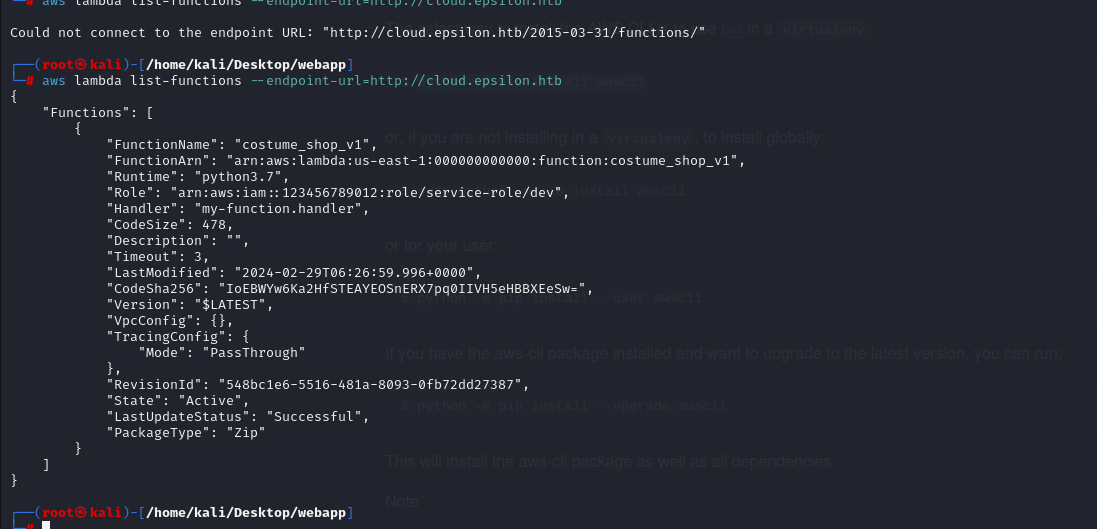 └─# aws lambda list-functions --endpoint-url=http://cloud.epsilon.htb
Could not connect to the endpoint URL: "http://cloud.epsilon.htb/2015-03-31/functions/"
in a virtualenv:
┌──(root㉿kali)-[/home/kali/Desktop/webapp]
└─# aws lambda list-functions --endpoint-url=http://cloud.epsilon.htb
{
    "Functions": [
        {
or, if you are not installing in a virtualenv, to install globally:
            "FunctionName": "costume_shop_v1",
            "FunctionArn": "arn:aws:lambda:us-east-1:000000000000:function:costume_shop_v1",
            "Runtime": "python3.7",
            "Role": "arn:aws:iam::123456789012:role/service-role/dev",
install awscli
            "Handler": "my-function.handler",
            "CodeSize": 478,
            "Description": "",
or for your user:
            "Timeout": 3,
            "LastModified": "2024-02-29T06:26:59.996+0000",
            "CodeSha256": "IoEBWYw6Ka2HfSTEAYEOSnERX7pq0IIVH5eHBBXEeSw=",
$ python -m pip install --user awscli
            "Version": "$LATEST",
            "VpcConfig": {},
            "TracingConfig": {
                "Mode": "PassThrough"
If you have the aws-cli package installed and want to upgrade to the latest version, you can run:
            },
            "RevisionId": "548bc1e6-5516-481a-8093-0fb72dd27387",
            "State": "Active",
$ python -m pip install --upgrade awscli
            "LastUpdateStatus": "Successful",
            "PackageType": "Zip"
        }
    ]
This will install the aws-cli package as well as all dependencies.
}
Note
┌──(root㉿kali)-[/home/kali/Desktop/webapp]
└─#